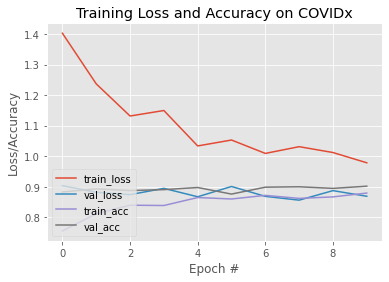 Training Loss and Accuracy on COVIDx
1.4
1.3
1.2
1.1
1.0
0.9
0.8
Loss/Accuracy
train_loss
val_loss
train_acc
val_acc
0 2 4 6 8
Epoch #